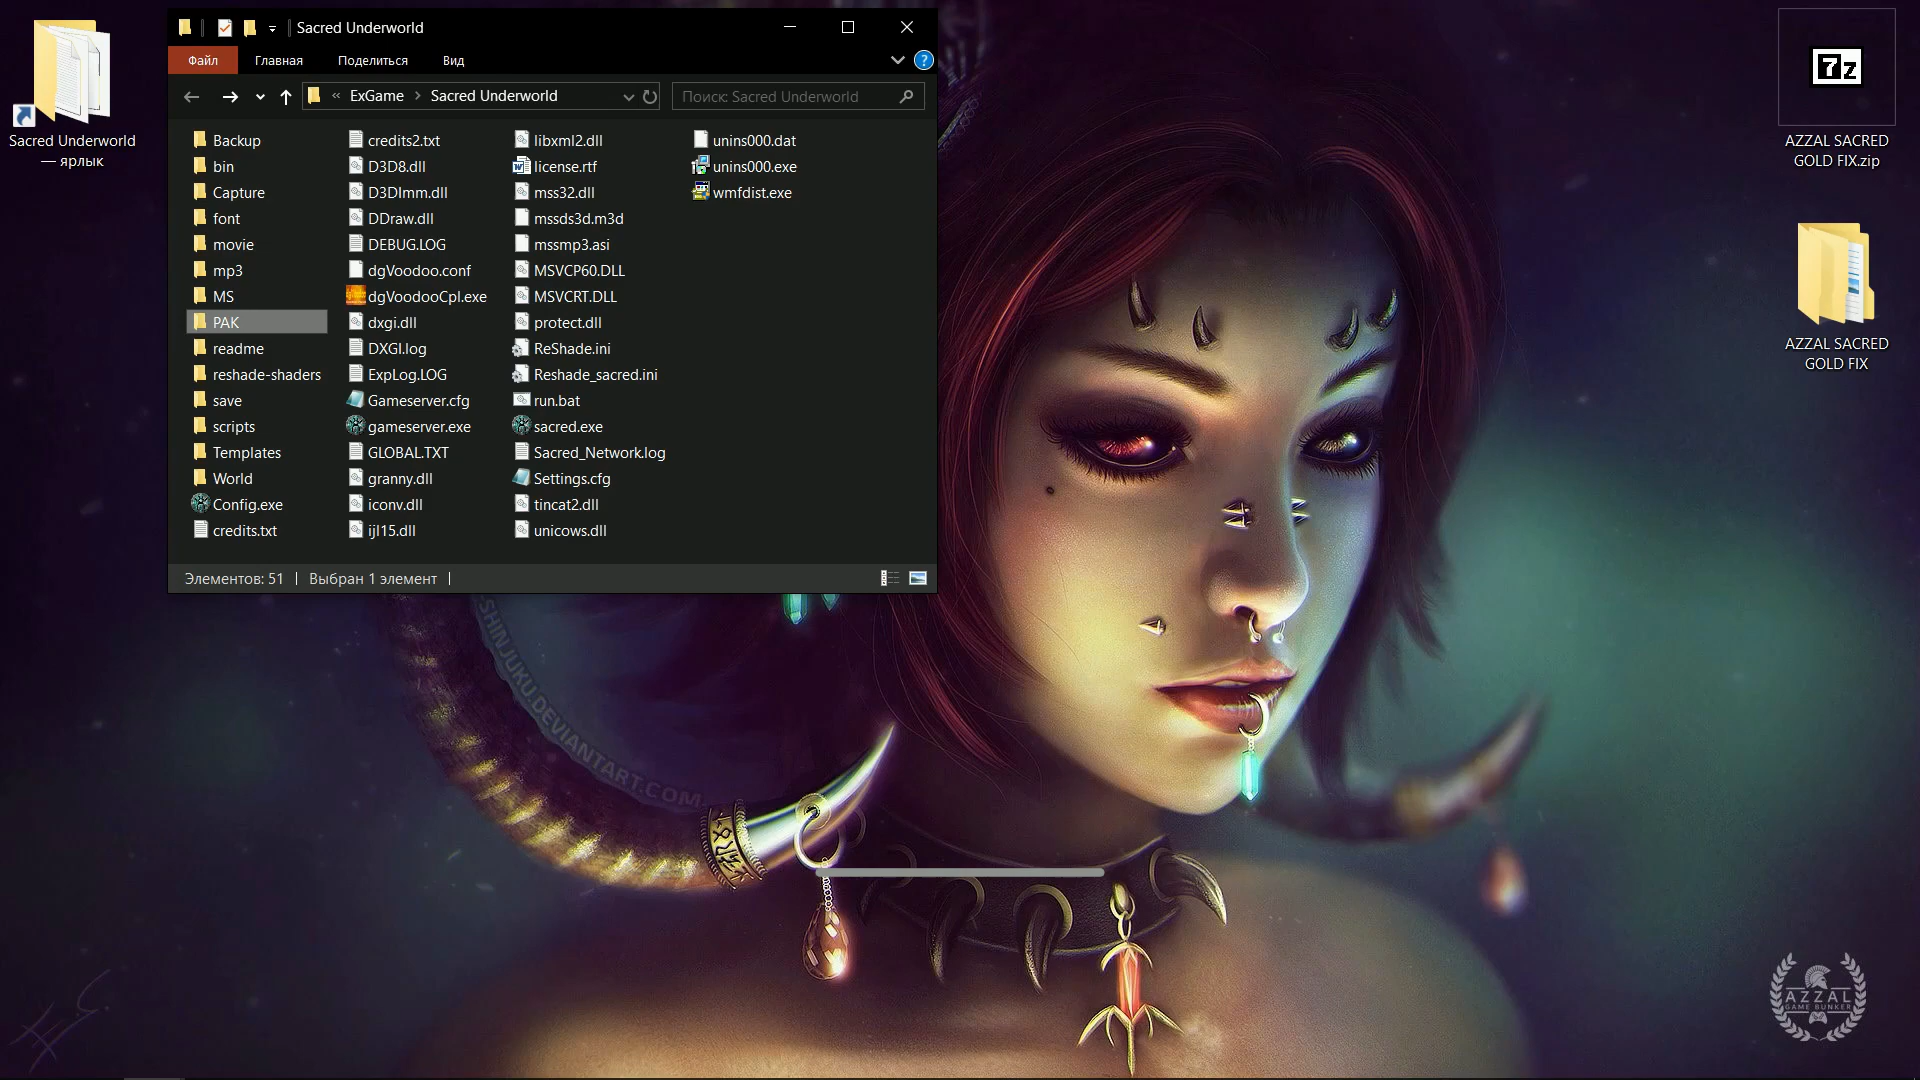 Sacred Underworld
Файл
Главная
Поделиться
Вид
?
« ExGame > Sacred Underworld
Поиск: Sacred Underworld
Backup
bin
Capture
font
movie
mp3
MS
PAK
readme
reshade-shaders
save
scripts
Templates
World
Config.exe
credits.txt
credits2.txt
D3D8.dll
D3DImm.dll
DDraw.dll
DEBUG.LOG
dgVoodoo.conf
dgVoodooCpl.exe
dxgi.dll
DXGI.log
ExpLog.LOG
Gameserver.cfg
gameserver.exe
GLOBAL.TXT
granny.dll
iconv.dll
ijl15.dll
libxml2.dll
license.rtf
mss32.dll
mssds3d.m3d
mssmp3.asi
MSVCP60.DLL
MSVCRT.DLL
protect.dll
ReShade.ini
Reshade_sacred.ini
run.bat
sacred.exe
Sacred_Network.log
Settings.cfg
tincat2.dll
unicows.dll
unins000.dat
unins000.exe
wmfdist.exe
Элементов: 51
Выбран 1 элемент
Sacred Underworld
— ярлык
7z
AZZAL SACRED
GOLD FIX.zip
AZZAL SACRED
GOLD FIX
-SHINJUKU.DEVIANTART.COM
AZZAL
GAME BUNKER